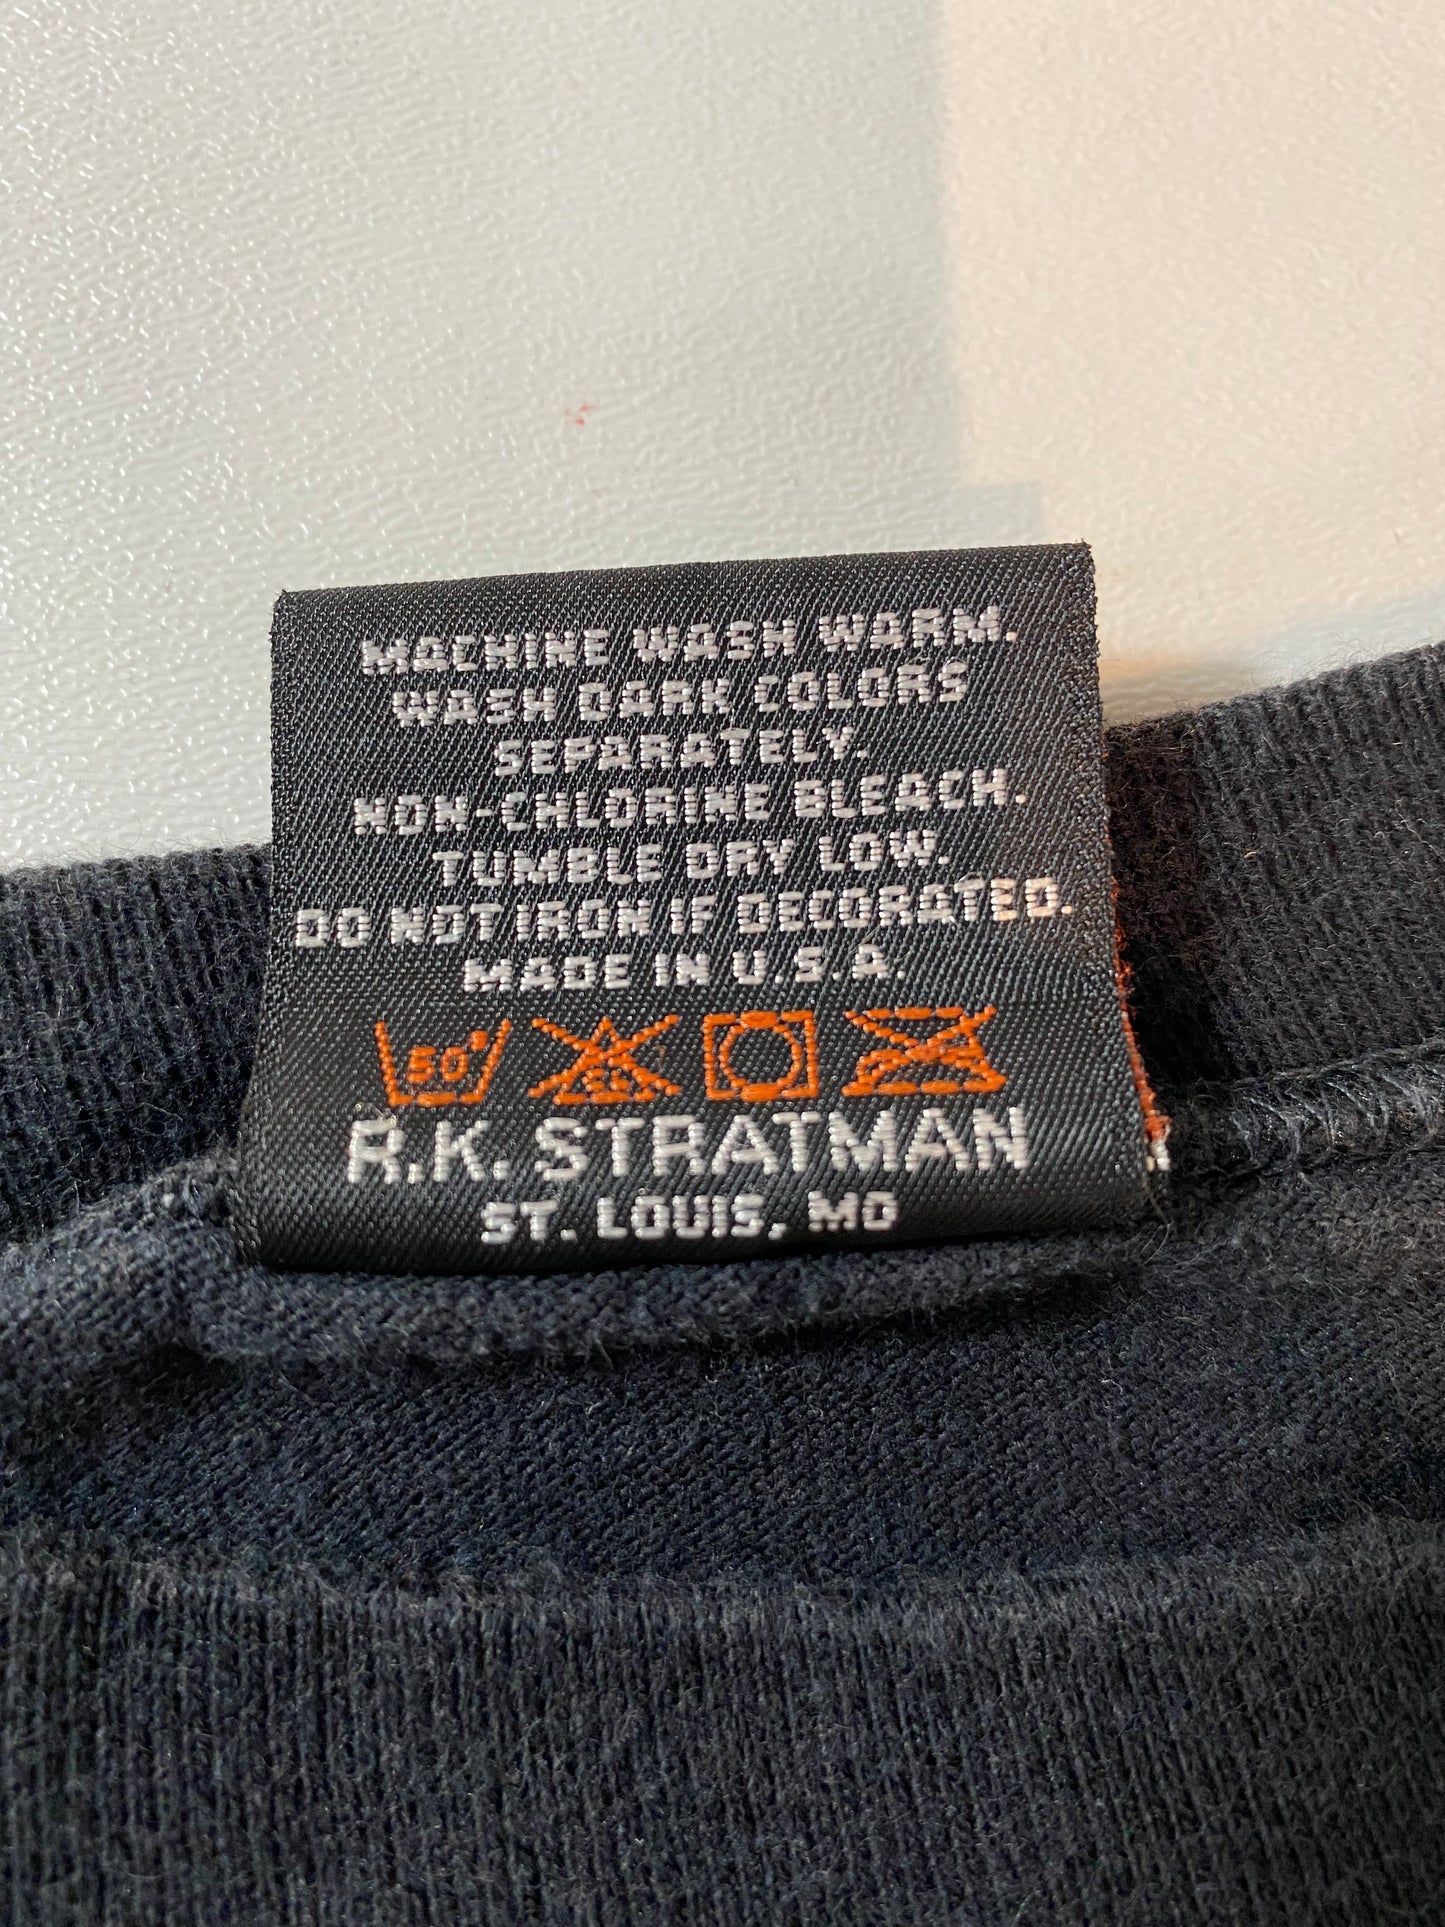 MACHINE WASH WARM.
WASH DARK COLORS
SEPARATELY.
NON-CHLORINE BLEACH.
TUMBLE DRY LOW.
DO NOT IRON IF DECORATED.
MADE IN U.S.A.
50° CL
R.K. STRATMAN
ST. LOUIS, MO